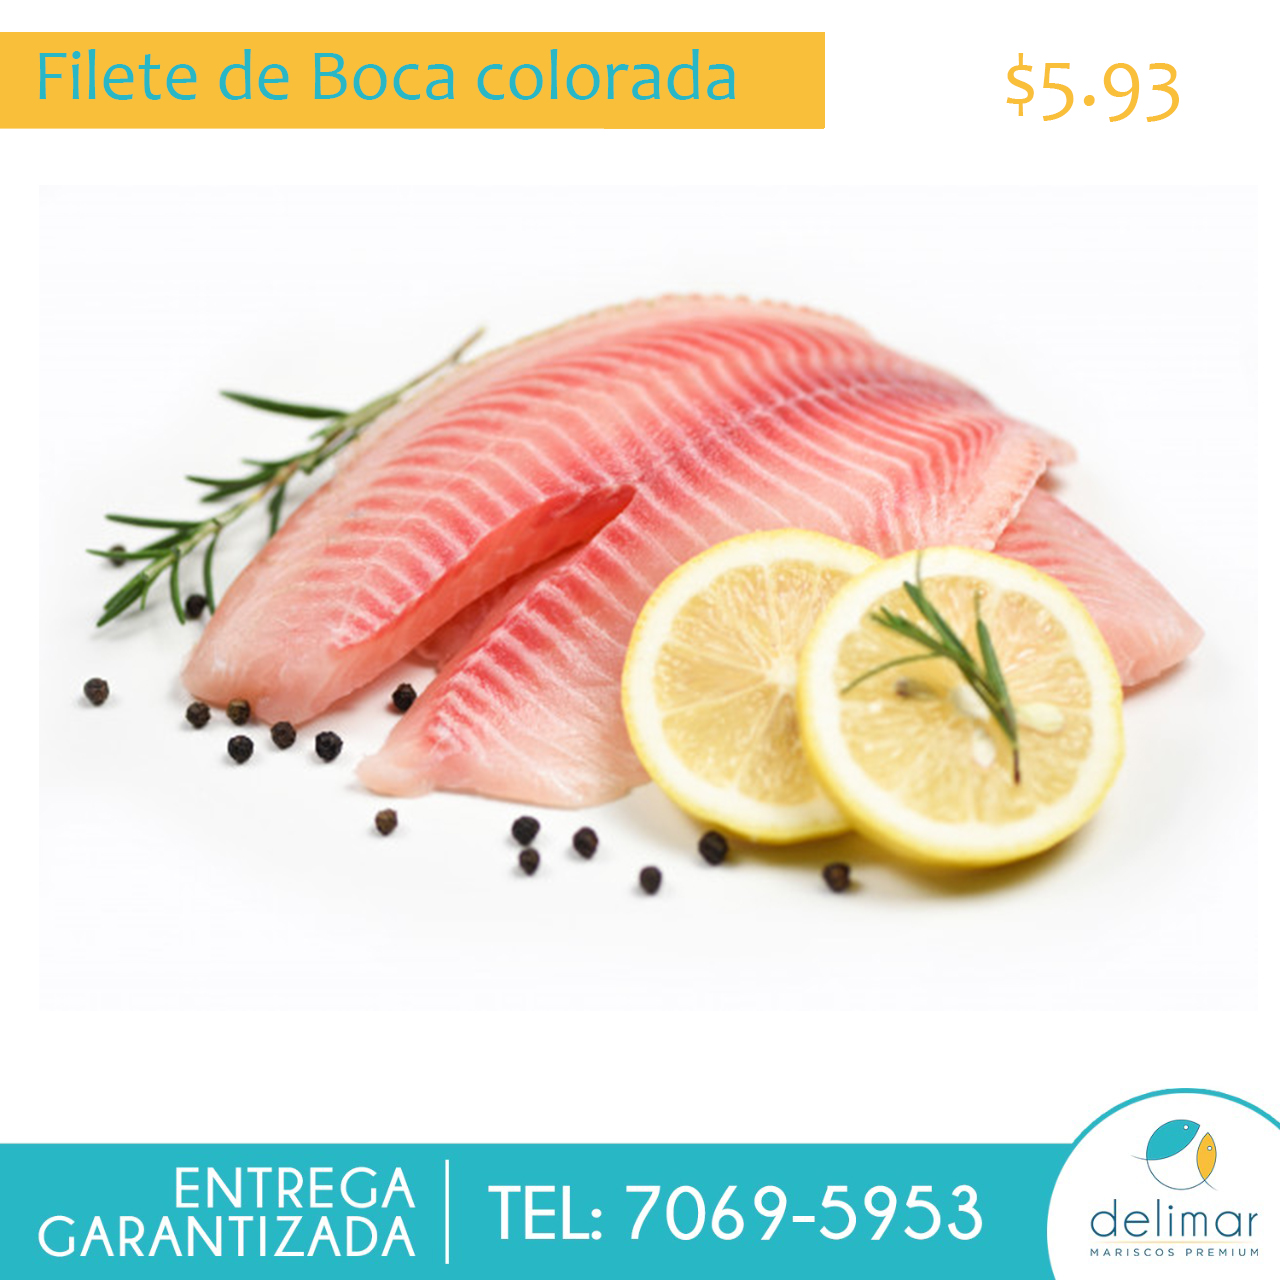 Filete de Boca colorada
$5.93
ENTREGA
GARANTIZADA
TEL: 7069-5953
delimar
MARISCOS PREMIUM